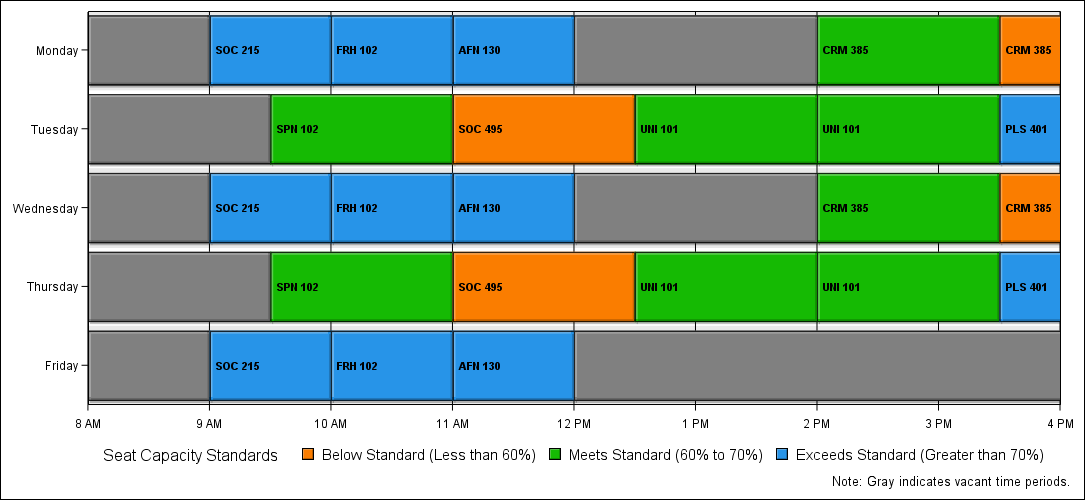 Monday SOC 215 FRH 102 AFN 130 CRM 385 CRM 385
Tuesday SPN 102 SOC 495 UNI 101 UNI 101 PLS 401
Wednesday SOC 215 FRH 102 AFN 130 CRM 385 CRM 385
Thursday SPN 102 SOC 495 UNI 101 UNI 101 PLS 401
Friday SOC 215 FRH 102 AFN 130
8 AM 9 AM 10 AM 11 AM 12 PM 1 PM 2 PM 3 PM 4 PM
Seat Capacity Standards Below Standard (Less than 60%) Meets Standard (60% to 70%) Exceeds Standard (Greater than 70%)
Note: Gray indicates vacant time periods.